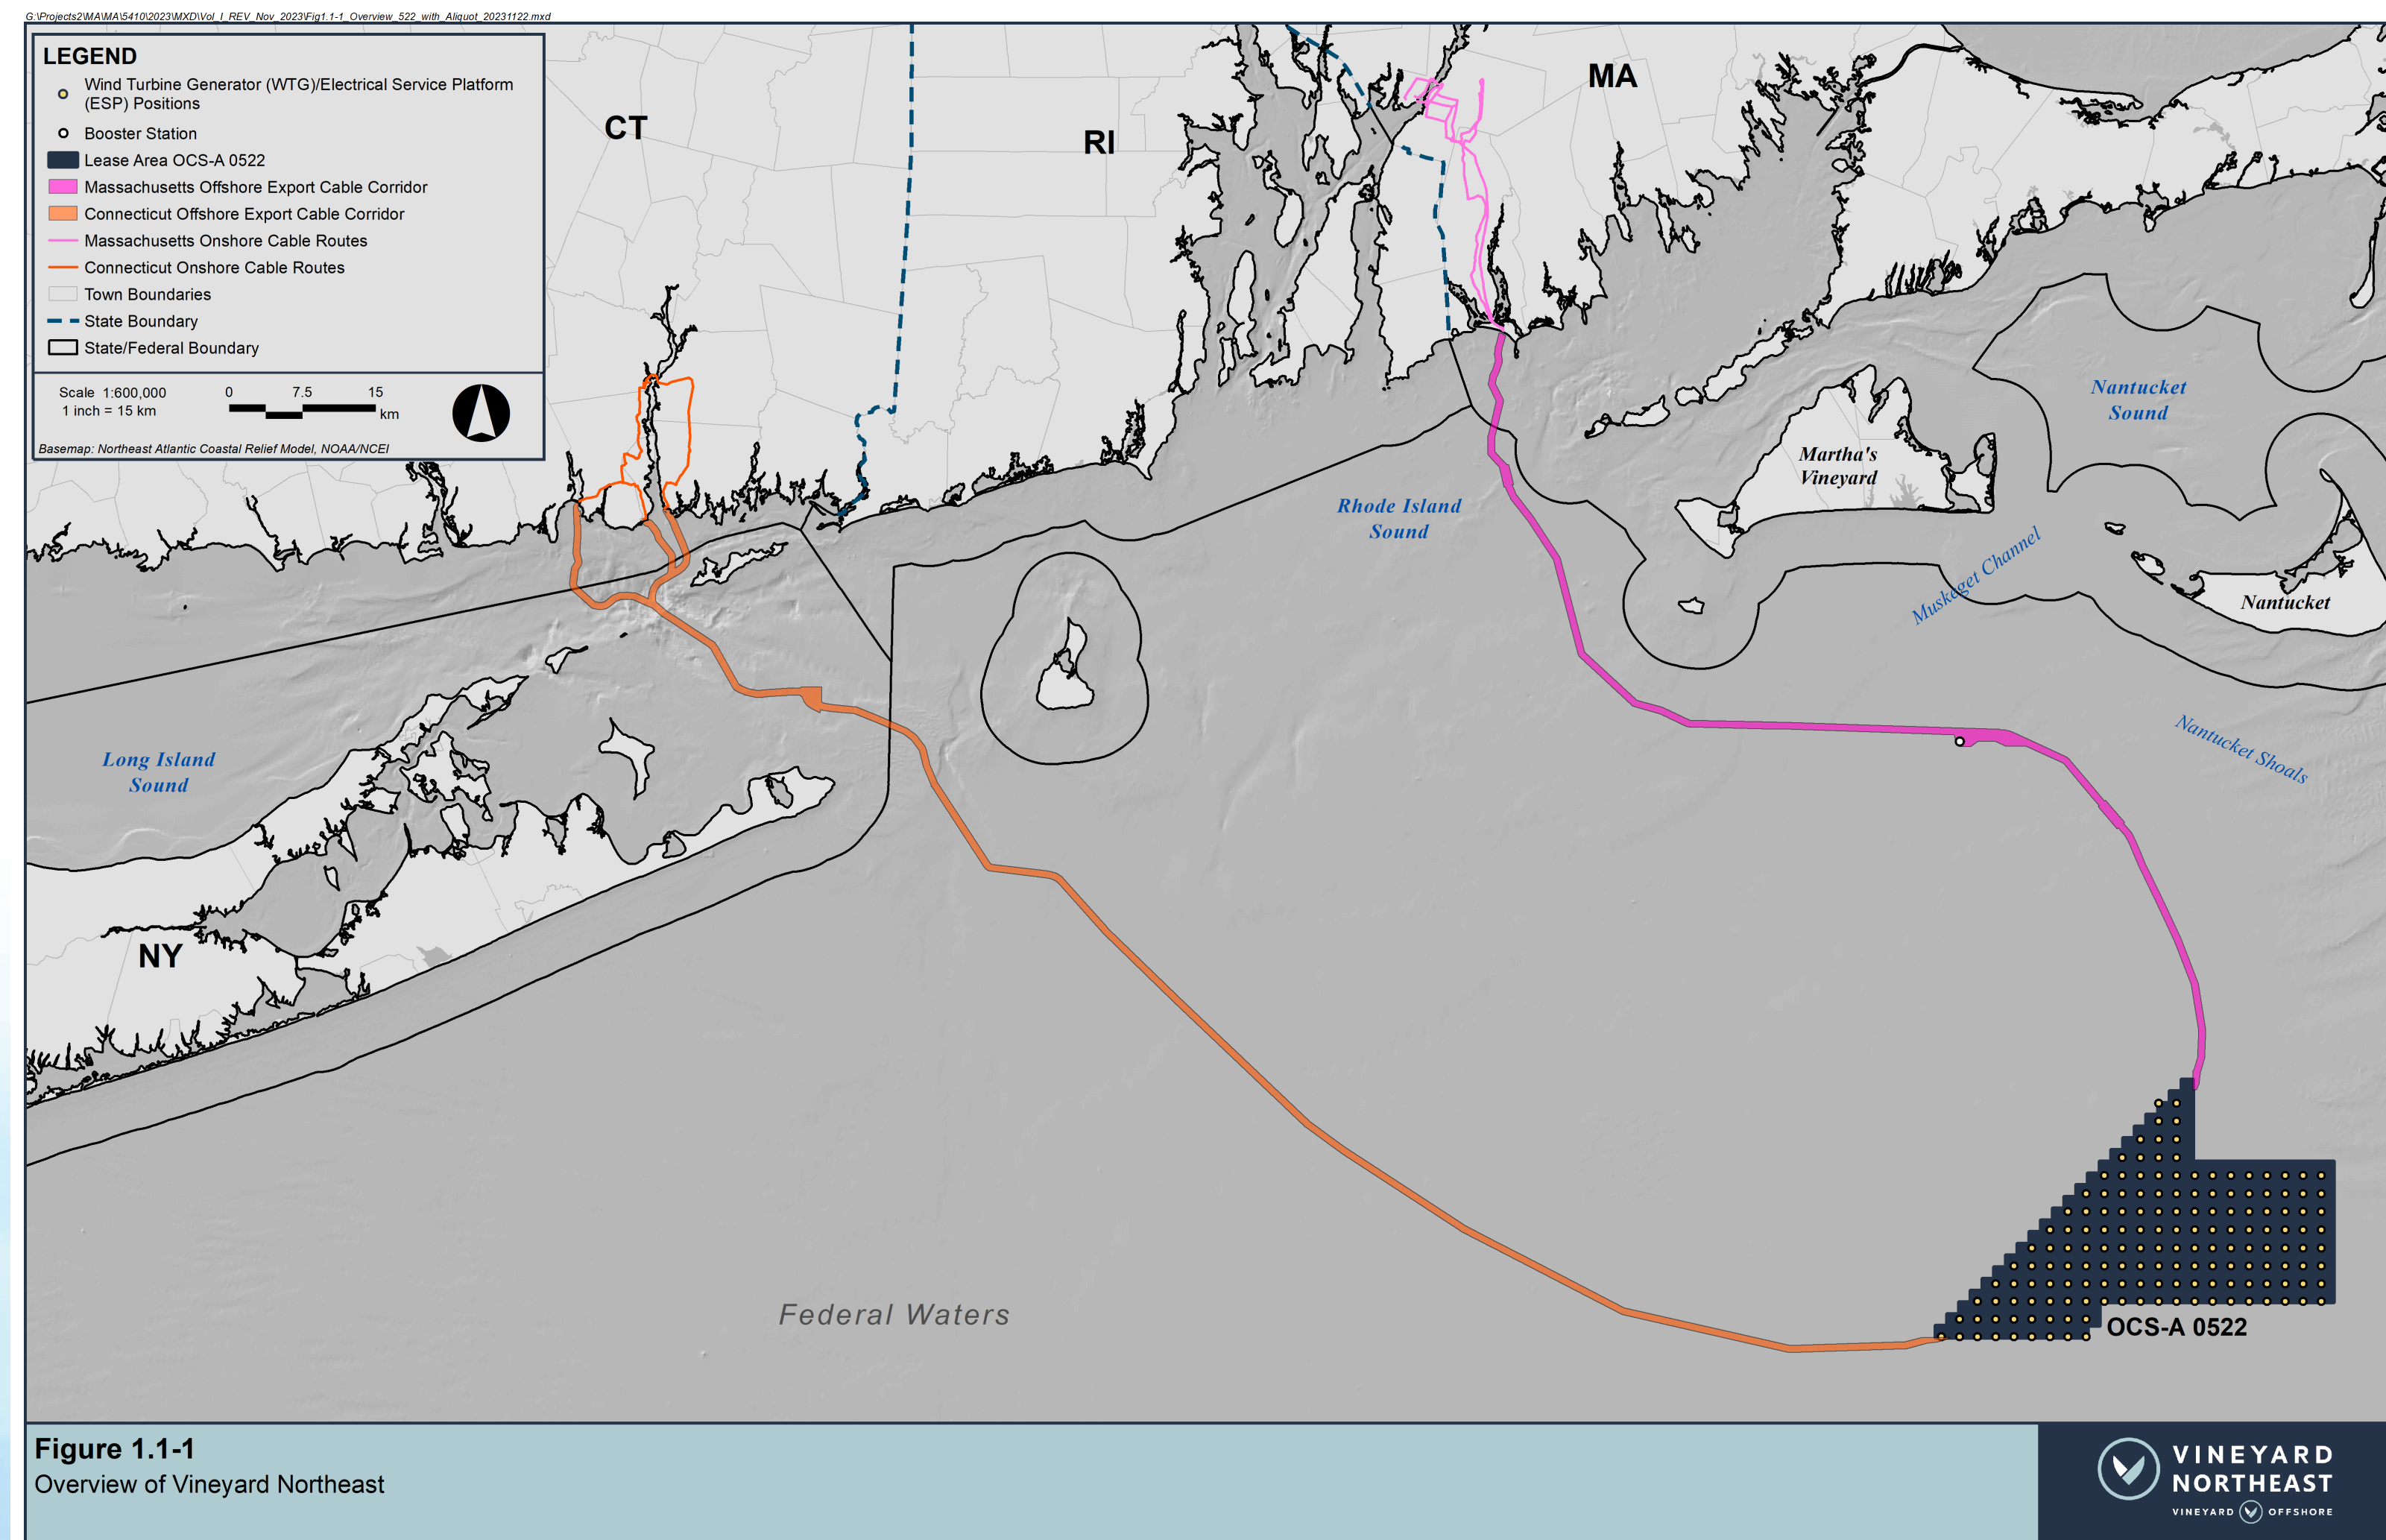 G:\Projects2\MA\MA\5410\2023\MXD\Vol_I_REV_Nov_2023\Fig1.1-1_Overview_522_with_Aliquot_20231122.mxd
LEGEND
Wind Turbine Generator (WTG)/Electrical Service Platform
(ESP) Positions
Booster Station
Lease Area OCS-A 0522
Massachusetts Offshore Export Cable Corridor
Connecticut Offshore Export Cable Corridor
Massachusetts Onshore Cable Routes
Connecticut Onshore Cable Routes
Town Boundaries
State Boundary
State/Federal Boundary
Scale 1:600,000
1 inch = 15 km
0 7.5 15
km
Basemap: Northeast Atlantic Coastal Relief Model, NOAA/NCEI
CT
RI
MA
Nantucket
Sound
Martha's
Vineyard
Rhode Island
Sound
Muskeget Channel
Nantucket
Nantucket Shoals
Long Island
Sound
NY
Federal Waters
OCS-A 0522
Figure 1.1-1
Overview of Vineyard Northeast
VINEYARD
NORTHEAST
VINEYARD OFFSHORE